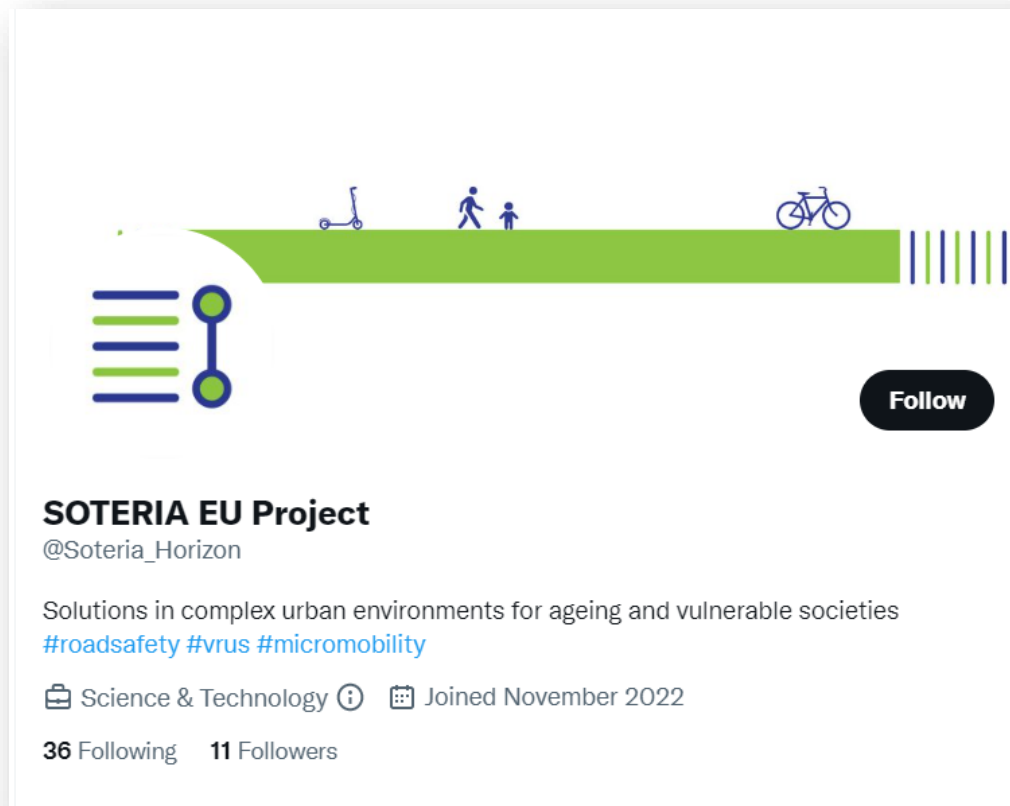 Follow
SOTERIA EU Project
@Soteria_Horizon
Solutions in complex urban environments for ageing and vulnerable societies
#roadsafety #vrus #micromobility
Science & Technology Joined November 2022
36 Following 11 Followers